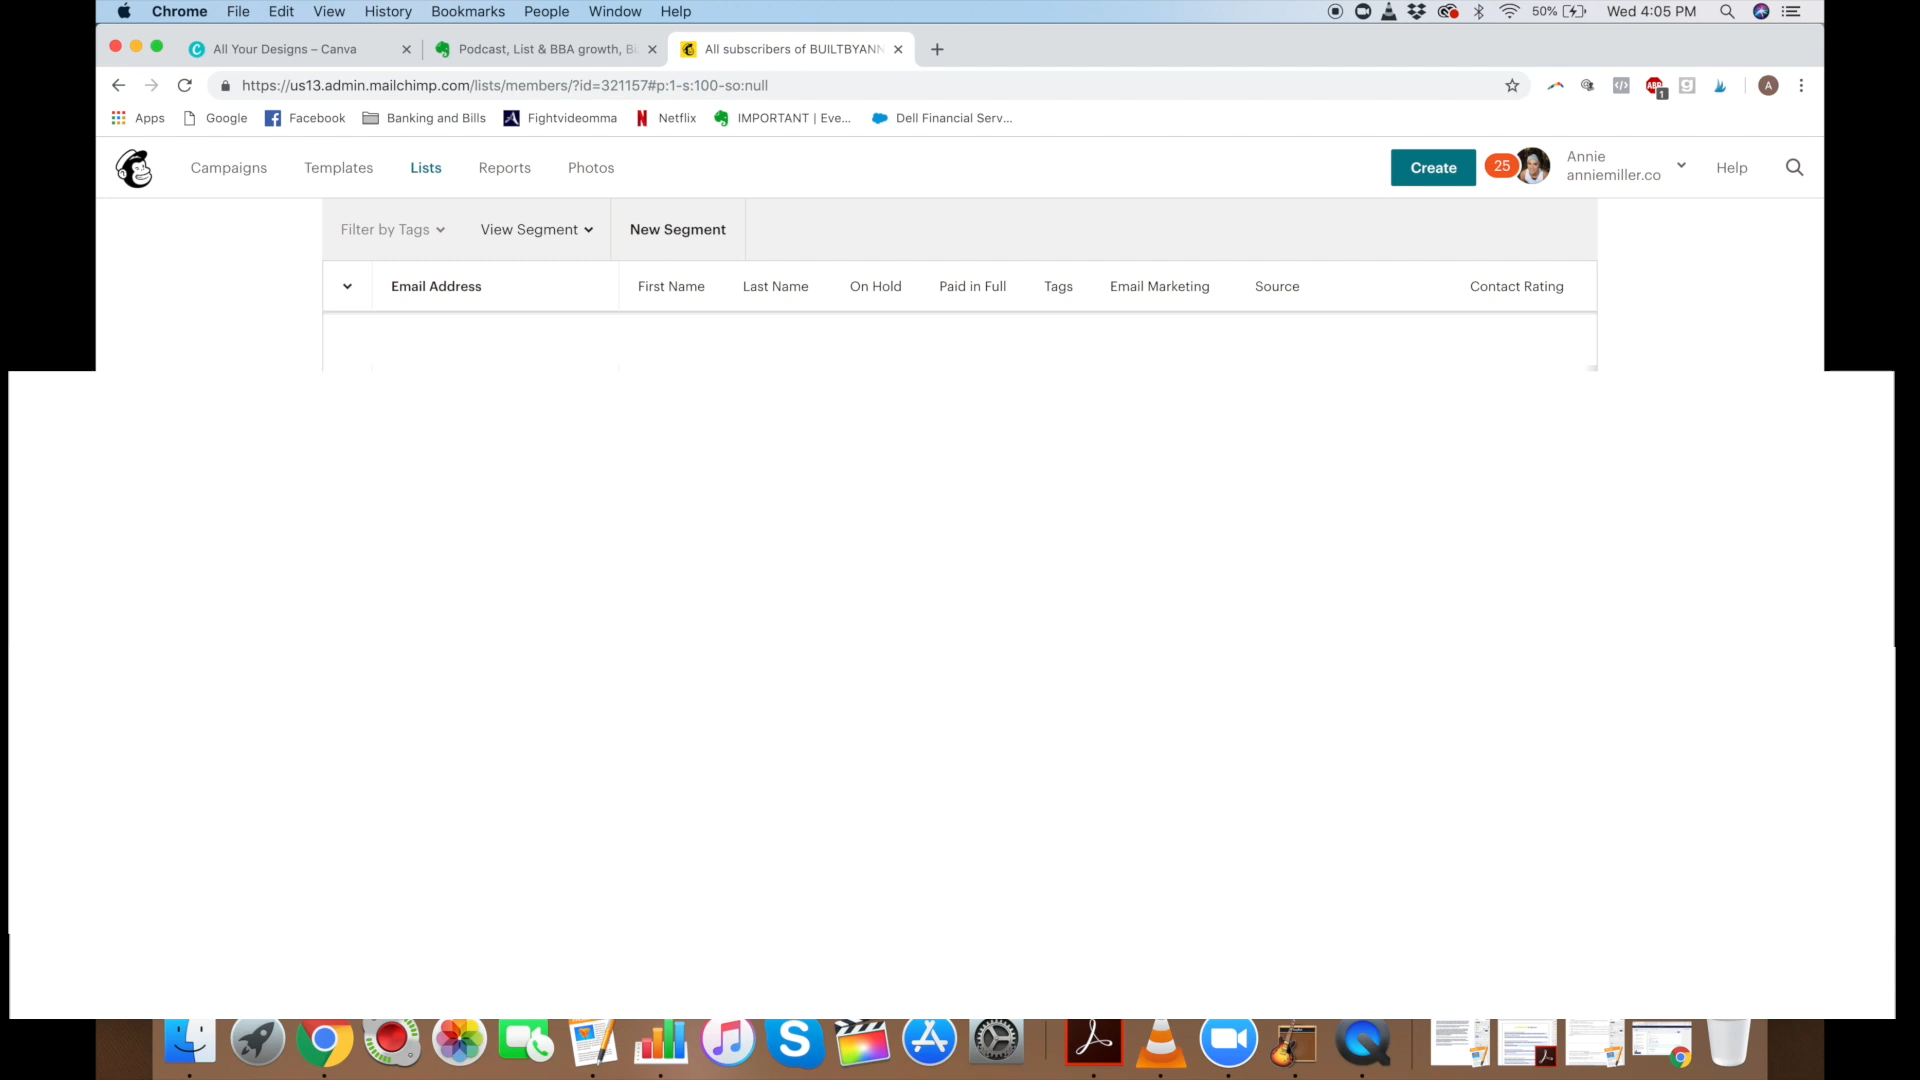 Chrome File Edit View History Bookmarks People Window Help 50% Wed 4:05 PM
All Your Designs – Canva Podcast, List & BBA growth, Bu All subscribers of BUILTBYANN
https://us13.admin.mailchimp.com/lists/members/?id=321157#p:1-s:100-so:null
Apps Google Facebook Banking and Bills Fightvideomma Netflix IMPORTANT | Eve... Dell Financial Serv...
Campaigns Templates Lists Reports Photos Create 25 Annie Help
anniemiller.co
Filter by Tags View Segment New Segment
Email Address First Name Last Name On Hold Paid in Full Tags Email Marketing Source Contact Rating